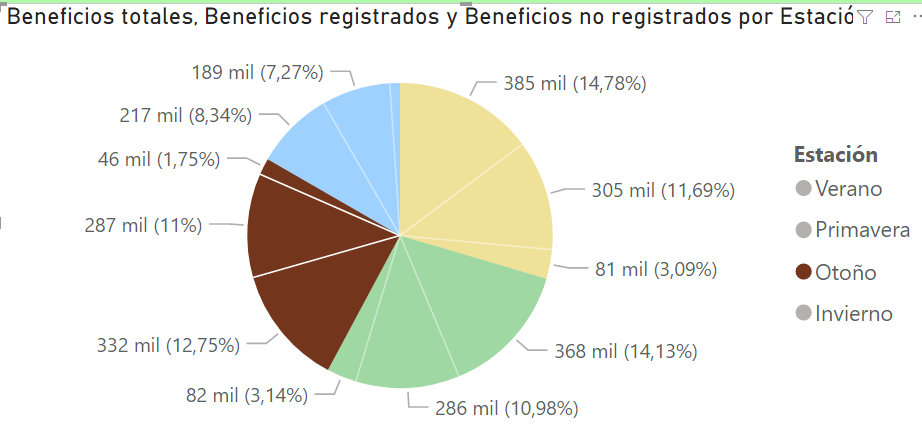 Beneficios totales, Beneficios registrados y Beneficios no registrados por Estació
189 mil (7,27%)
385 mil (14,78%)
217 mil (8,34%)
46 mil (1,75%)
305 mil (11,69%)
287 mil (11%)
81 mil (3,09%)
332 mil (12,75%)
368 mil (14,13%)
82 mil (3,14%)
286 mil (10,98%)
Estación
Verano
Primavera
Otoño
Invierno